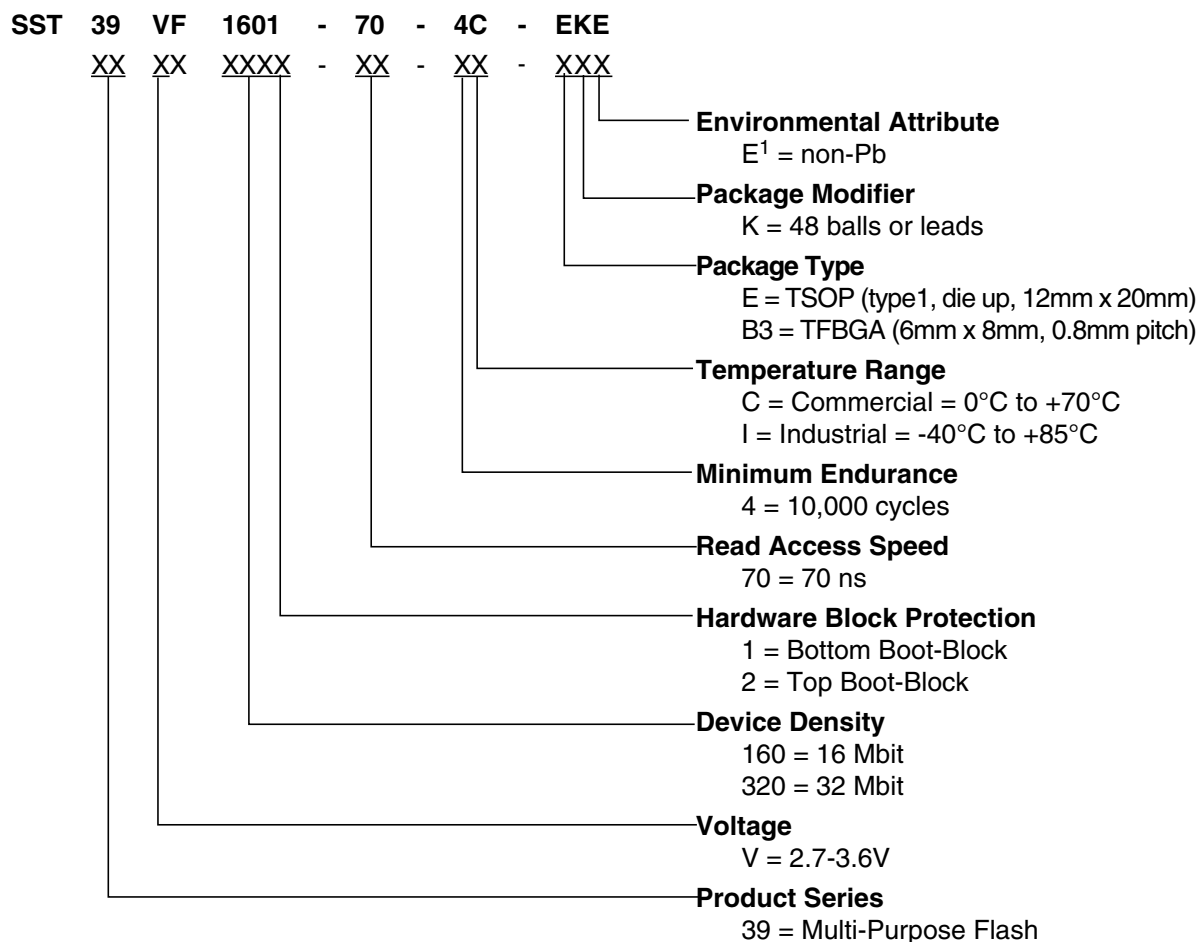 SST 39 VF 1601 - 70 - 4C - EKE
XX XX XXXX - XX - XX - XXX
Environmental Attribute
E1 = non-Pb
Package Modifier
K = 48 balls or leads
Package Type
E = TSOP (type1, die up, 12mm x 20mm)
B3 = TFBGA (6mm x 8mm, 0.8mm pitch)
Temperature Range
C = Commercial = 0°C to +70°C
I = Industrial = -40°C to +85°C
Minimum Endurance
4 = 10,000 cycles
Read Access Speed
70 = 70 ns
Hardware Block Protection
1 = Bottom Boot-Block
2 = Top Boot-Block
Device Density
160 = 16 Mbit
320 = 32 Mbit
Voltage
V = 2.7-3.6V
Product Series
39 = Multi-Purpose Flash